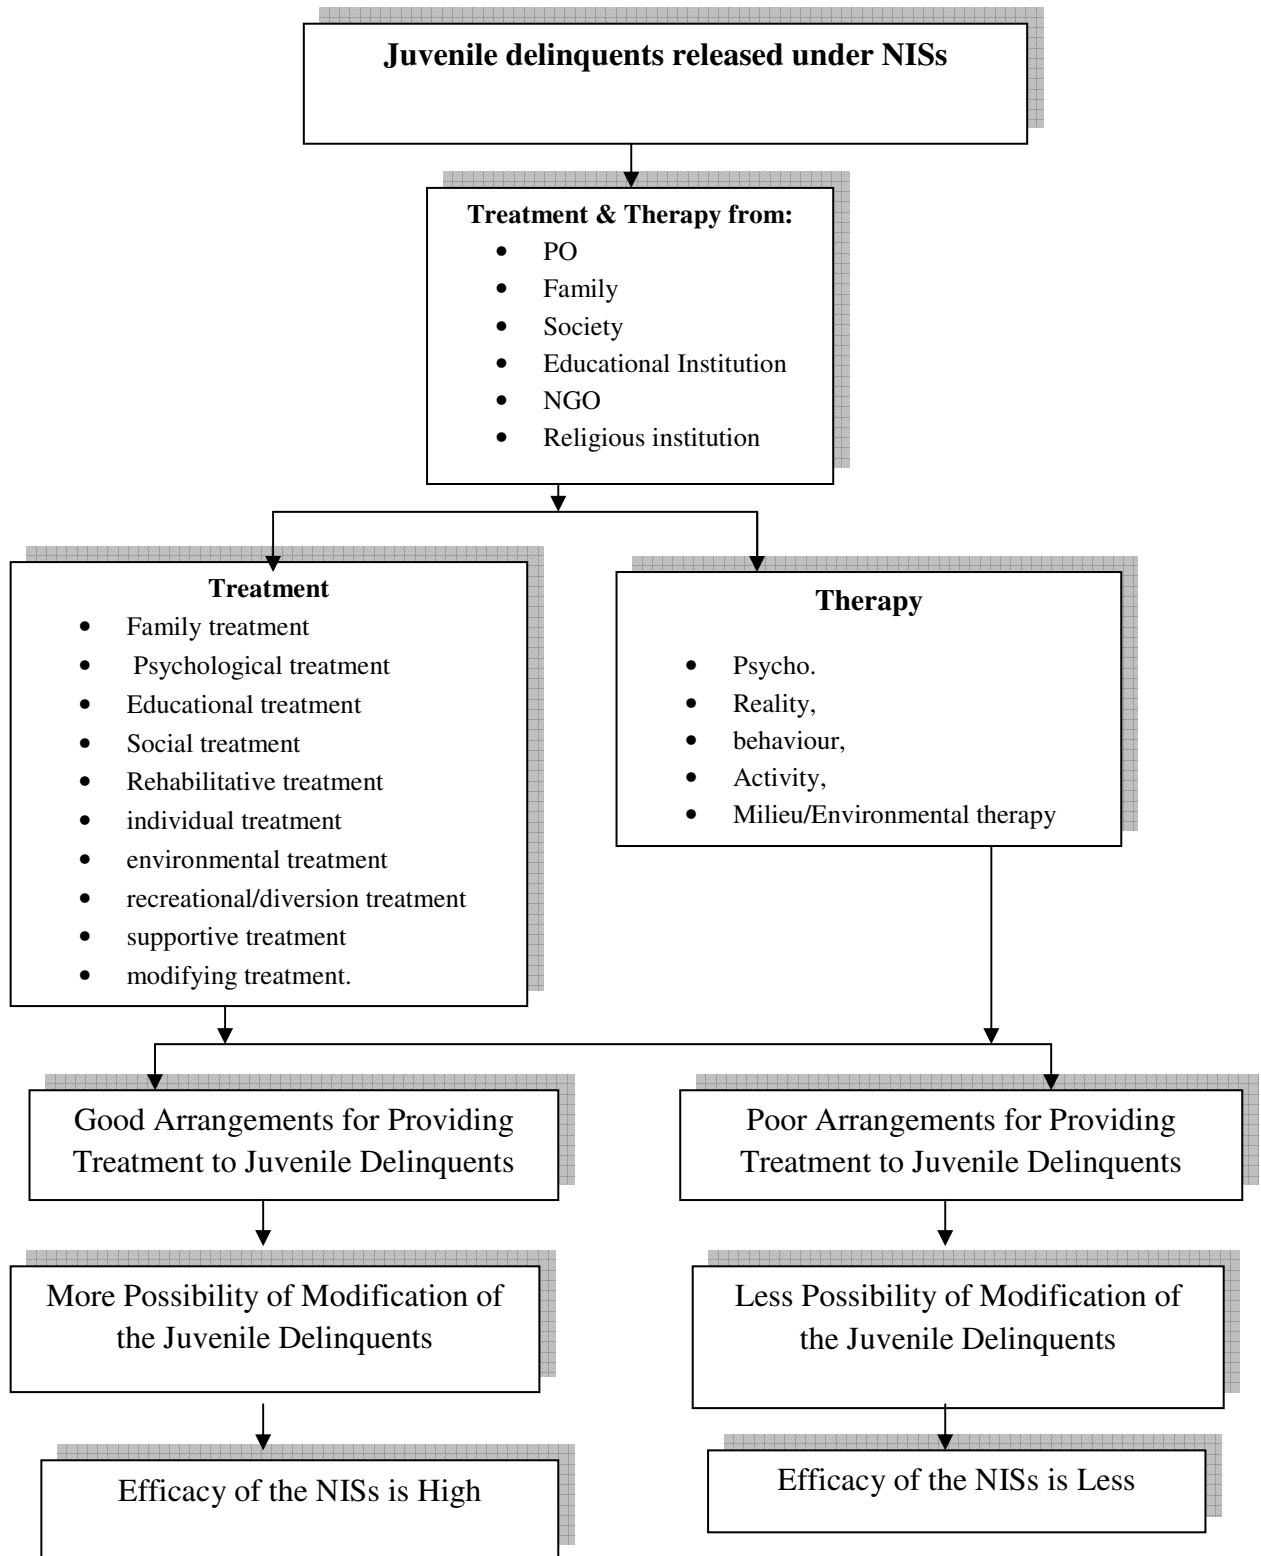 Juvenile delinquents released under NISs
Treatment & Therapy from:
• PO
• Family
• Society
• Educational Institution
• NGO
• Religious institution
Treatment
• Family treatment
• Psychological treatment
• Educational treatment
• Social treatment
• Rehabilitative treatment
• individual treatment
• environmental treatment
• recreational/diversion treatment
• supportive treatment
• modifying treatment.
Therapy
• Psycho.
• Reality,
• behaviour,
• Activity,
• Milieu/Environmental therapy
Good Arrangements for Providing
Treatment to Juvenile Delinquents
Poor Arrangements for Providing
Treatment to Juvenile Delinquents
More Possibility of Modification of
the Juvenile Delinquents
Less Possibility of Modification of
the Juvenile Delinquents
Efficacy of the NISs is High
Efficacy of the NISs is Less